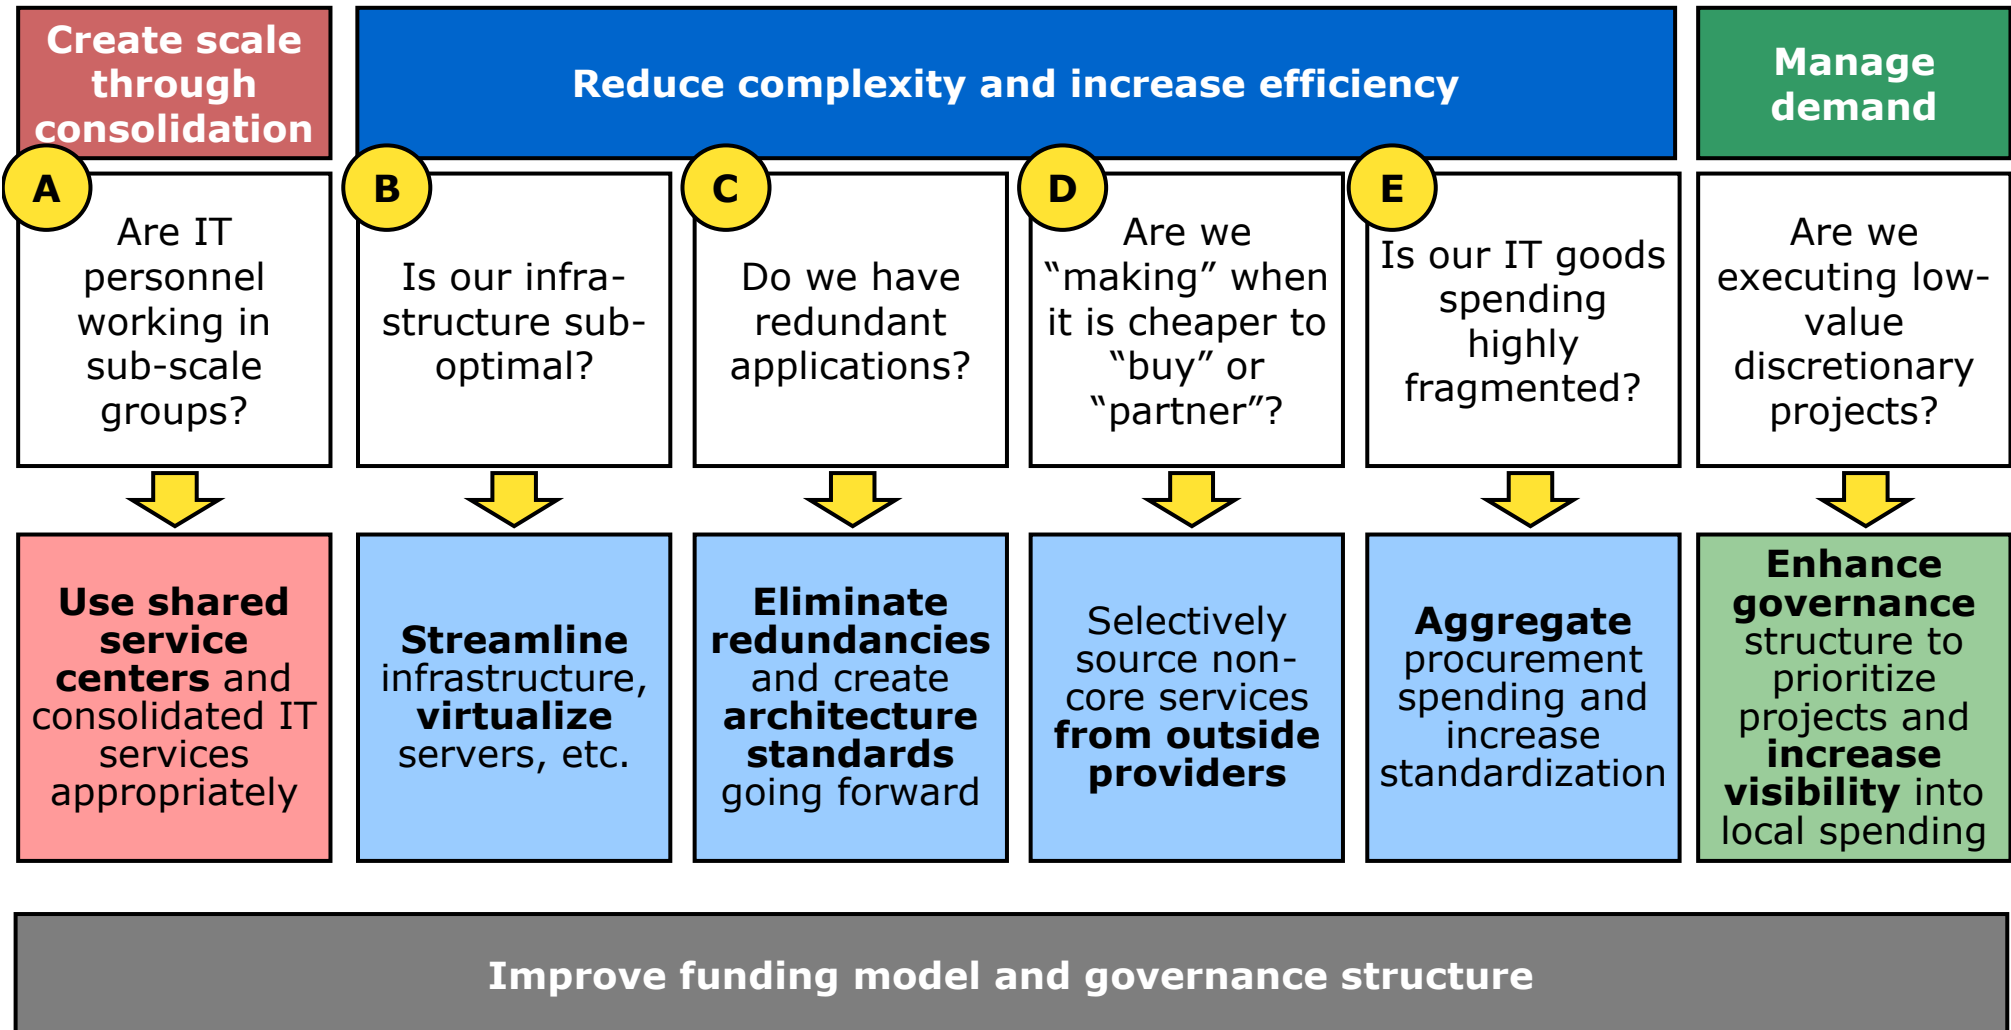 Create scale
through
consolidation
Reduce complexity and increase efficiency
Manage
demand
A
Are IT
personnel
working in
sub-scale
groups?
B
Is our infra-
structure sub-
optimal?
C
Do we have
redundant
applications?
D
Are we
“making” when
it is cheaper to
“buy” or
“partner”?
E
Is our IT goods
spending
highly
fragmented?
Are we
executing low-
value
discretionary
projects?
Use shared
service
centers and
consolidated IT
services
appropriately
Streamline
infrastructure,
virtualize
servers, etc.
Eliminate
redundancies
and create
architecture
standards
going forward
Selectively
source non-
core services
from outside
providers
Aggregate
procurement
spending and
increase
standardization
Enhance
governance
structure to
prioritize
projects and
increase
visibility into
local spending
Improve funding model and governance structure